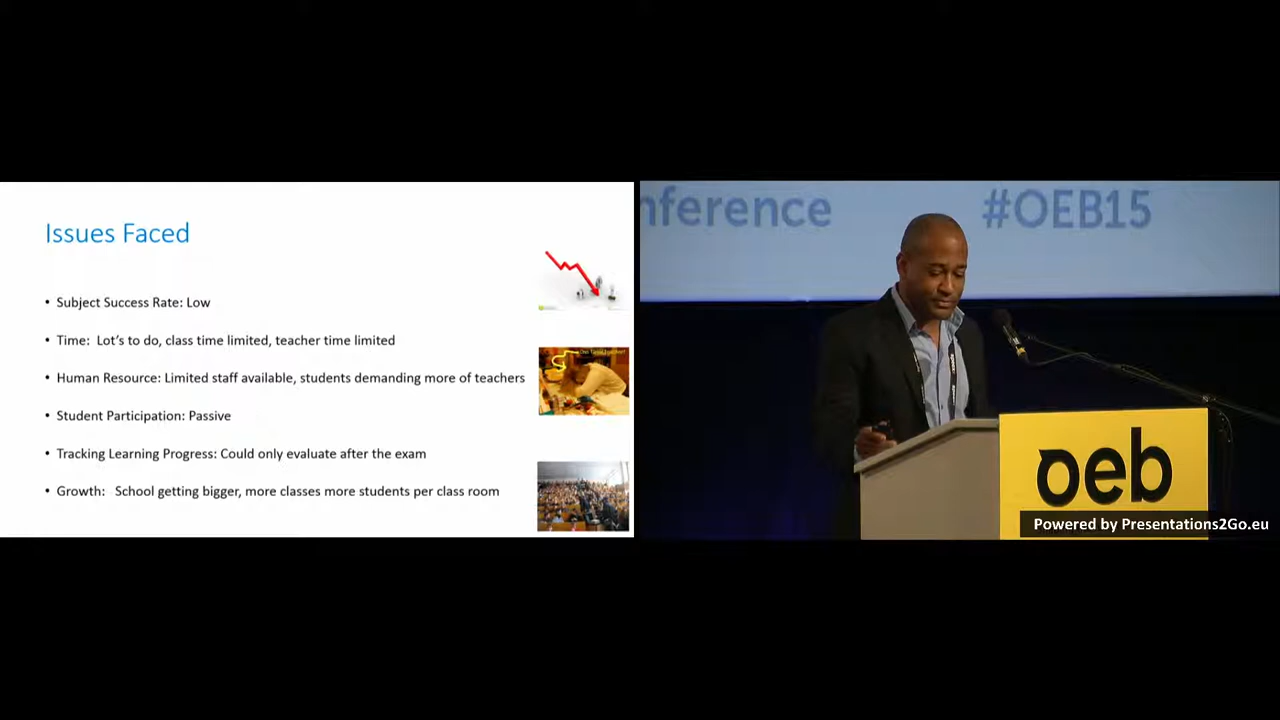 Issues Faced
• Subject Success Rate: Low
• Time: Lot's to do, class time limited, teacher time limited
• Human Resource: Limited staff available, students demanding more of teachers
• Student Participation: Passive
• Tracking Learning Progress: Could only evaluate after the exam
• Growth: School getting bigger, more classes more students per class room
nference
#OEB15
oeb
Powered by Presentations2Go.eu